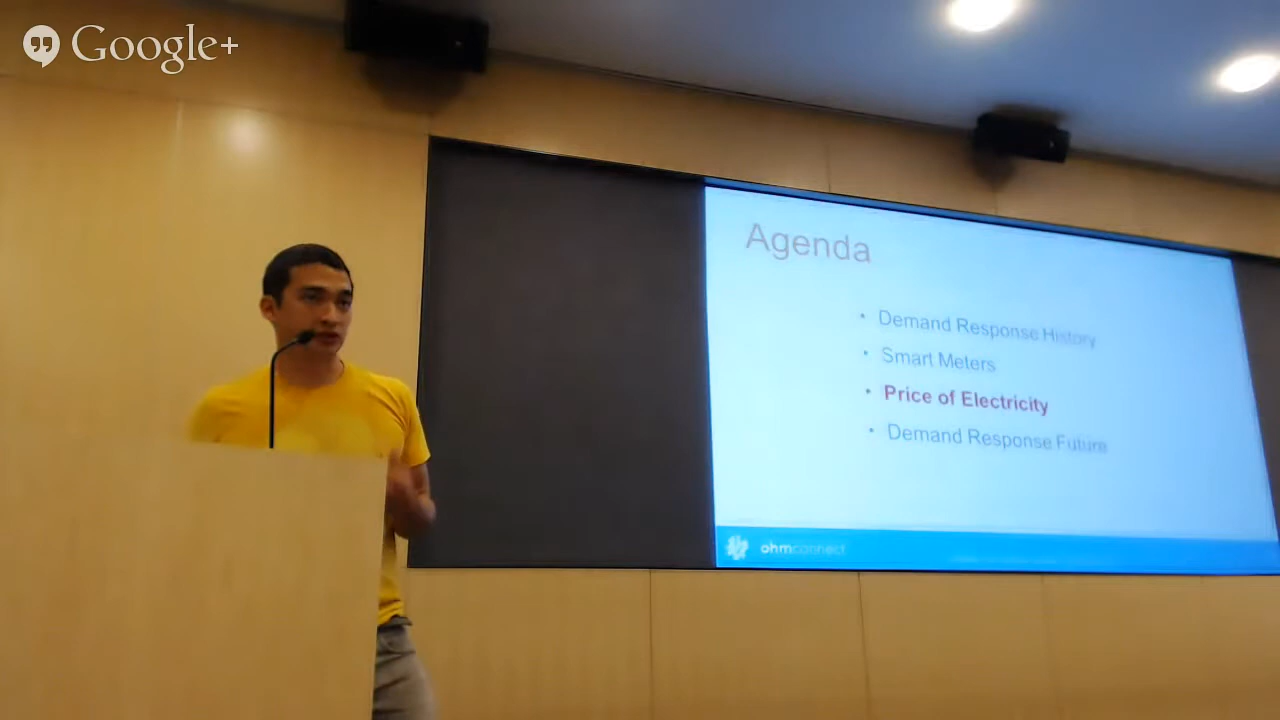 Google+
Agenda
• Demand Response History
• Smart Meters
• Price of Electricity
• Demand Response Future
ohmconnect